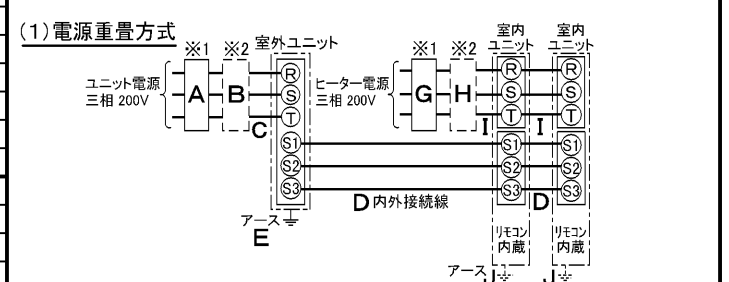 (1)電源重畳方式
※1 ※2 室外ユニット
ユニット電源
三相 200V
A B
R
S
T
C
S1
S2
S3
アース
E
※1 ※2
ヒーター電源
三相 200V
G H
室内
ユニット
室内
ユニット
R R
S S
T T
I I
S1 S1
S2 S2
S3 S3
D 内外接続線
D
リモコン
内蔵
リモコン
内蔵
アース J J